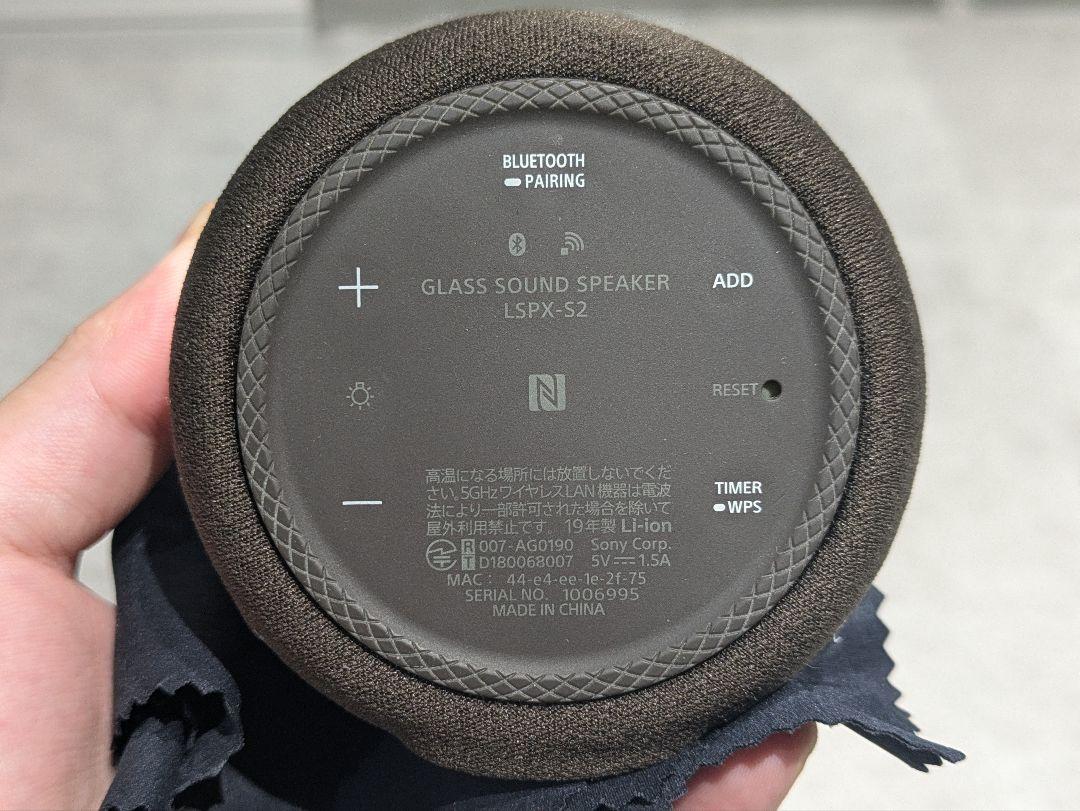 BLUETOOTH
PAIRING
GLASS SOUND SPEAKER
LSPX-S2
ADD
RESET
高温になる場所には放置しないでくだ
さい。5GHzワイヤレスLAN機器は電波
法により一部許可された場合を除いて
屋外利用禁止です。 19年製 Li-ion
R 007-AG0190 Sony Corp.
T D180068007 5V⎓1.5A
MAC： 44-e4-ee-1e-2f-75
SERIAL NO. 1006995
MADE IN CHINA
TIMER
WPS